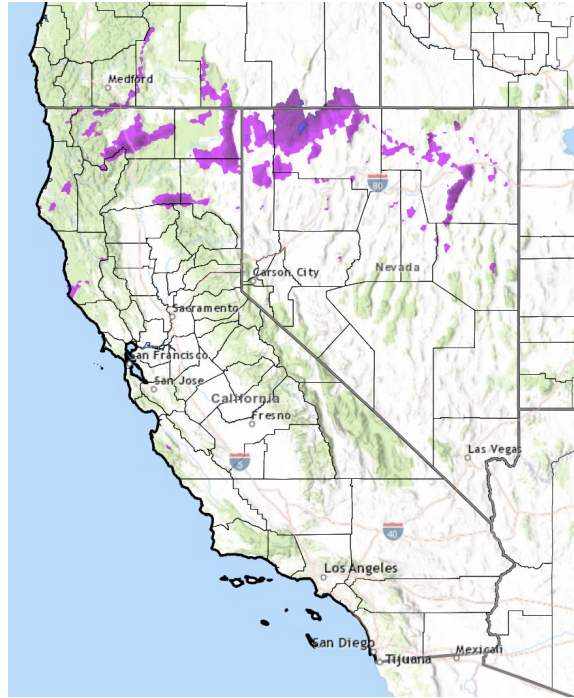 Medford
80
Carson City
Nevada
Sacramento
San Francisco
San Jose
California
Fresno
Las Vegas
5
40
Los Angeles
San Diego
Tijuana
Mexicali